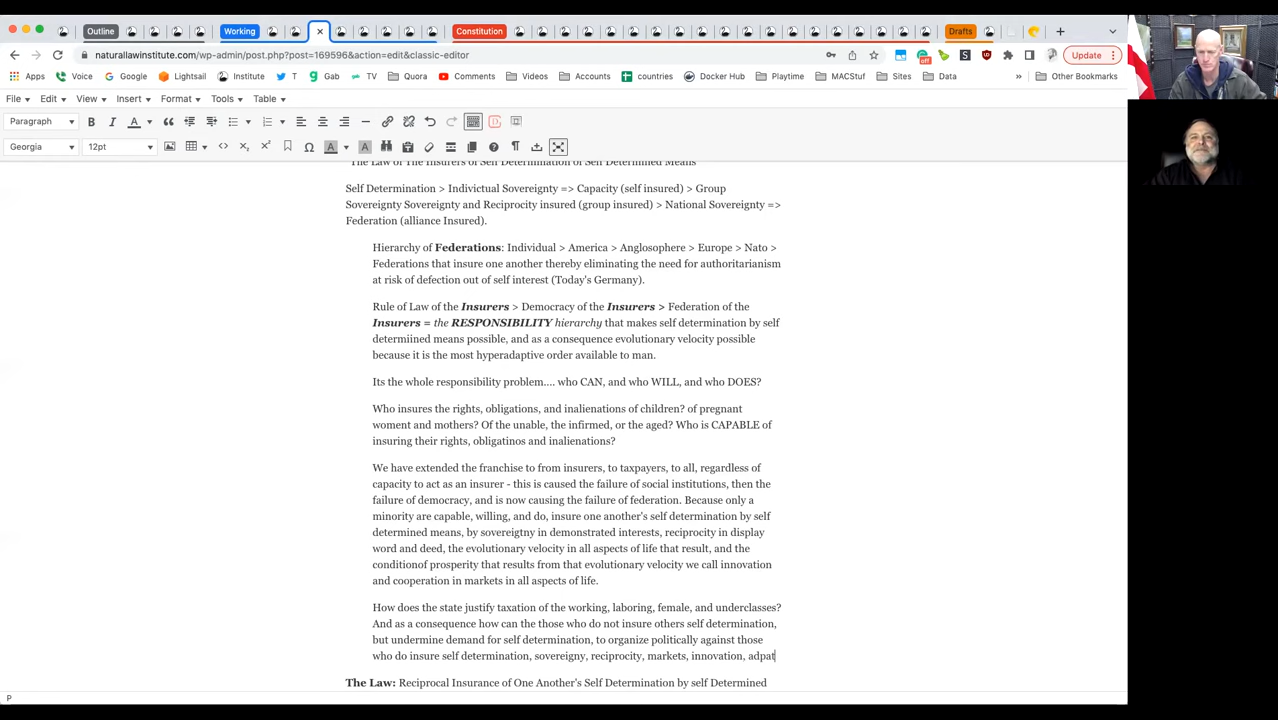 Outline
Working
Constitution
Drafts
naturallawinstitute.com/wp-admin/post.php?post=169596&action=edit&classic-editor
Update
Apps Voice Google Lightsail Institute T Gab TV Quora Comments Videos Accounts countries Docker Hub Playtime MACStuf Sites Data » Other Bookmarks
File Edit View Insert Format Tools Table
Paragraph B I A
Georgia 12pt A A
The Law of The Insurers of Self Determination of Self Determined Means
Self Determination > Indivictual Sovereignty => Capacity (self insured) > Group
Sovereignty Sovereignty and Reciprocity insured (group insured) > National Sovereignty =>
Federation (alliance Insured).
Hierarchy of Federations: Individual > America > Anglosphere > Europe > Nato >
Federations that insure one another thereby eliminating the need for authoritarianism
at risk of defection out of self interest (Today's Germany).
Rule of Law of the Insurers > Democracy of the Insurers > Federation of the
Insurers = the RESPONSIBILITY hierarchy that makes self determination by self
determiined means possible, and as a consequence evolutionary velocity possible
because it is the most hyperadaptive order available to man.
Its the whole responsibility problem.... who CAN, and who WILL, and who DOES?
Who insures the rights, obligations, and inalienations of children? of pregnant
woment and mothers? Of the unable, the infirmed, or the aged? Who is CAPABLE of
insuring their rights, obligatinos and inalienations?
We have extended the franchise to from insurers, to taxpayers, to all, regardless of
capacity to act as an insurer - this is caused the failure of social institutions, then the
failure of democracy, and is now causing the failure of federation. Because only a
minority are capable, willing, and do, insure one another's self determination by self
determined means, by sovereigtny in demonstrated interests, reciprocity in display
word and deed, the evolutionary velocity in all aspects of life that result, and the
conditionof prosperity that results from that evolutionary velocity we call innovation
and cooperation in markets in all aspects of life.
How does the state justify taxation of the working, laboring, female, and underclasses?
And as a consequence how can the those who do not insure others self determination,
but undermine demand for self determination, to organize politically against those
who do insure self determination, sovereigny, reciprocity, markets, innovation, adpat
The Law: Reciprocal Insurance of One Another's Self Determination by self Determined
P